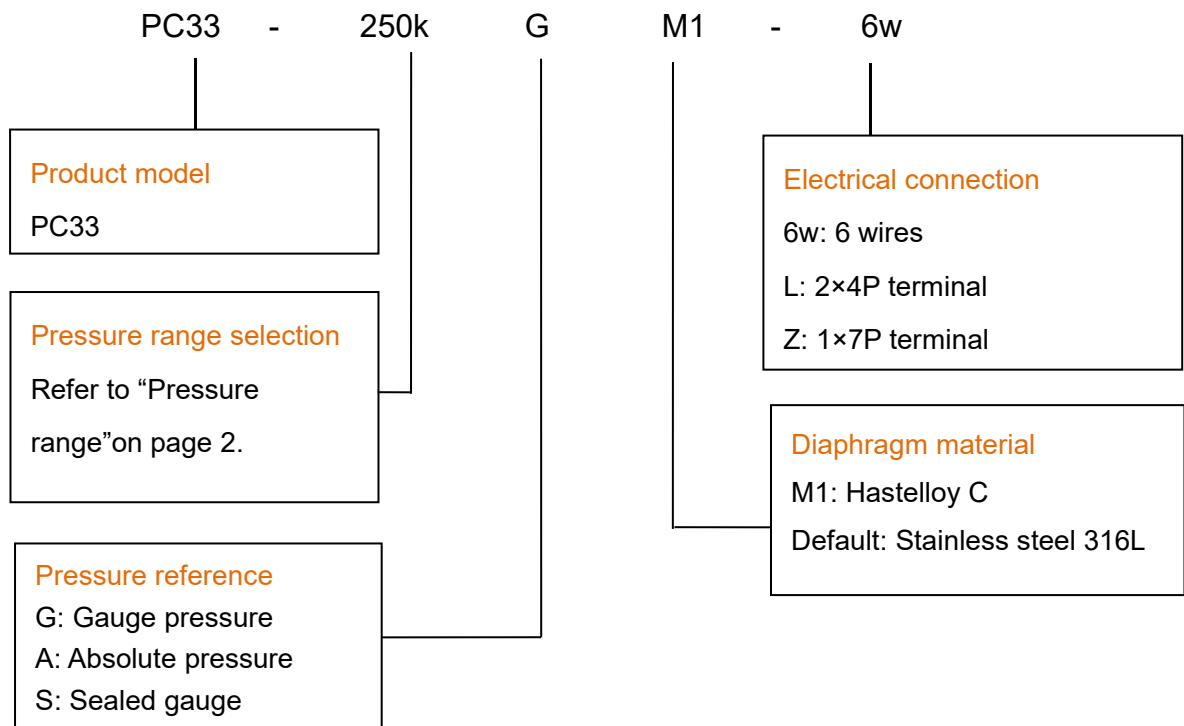 PC33 - 250k G M1 - 6w
Product model
PC33
Pressure range selection
Refer to “Pressure
range”on page 2.
Pressure reference
G: Gauge pressure
A: Absolute pressure
S: Sealed gauge
Electrical connection
6w: 6 wires
L: 2×4P terminal
Z: 1×7P terminal
Diaphragm material
M1: Hastelloy C
Default: Stainless steel 316L